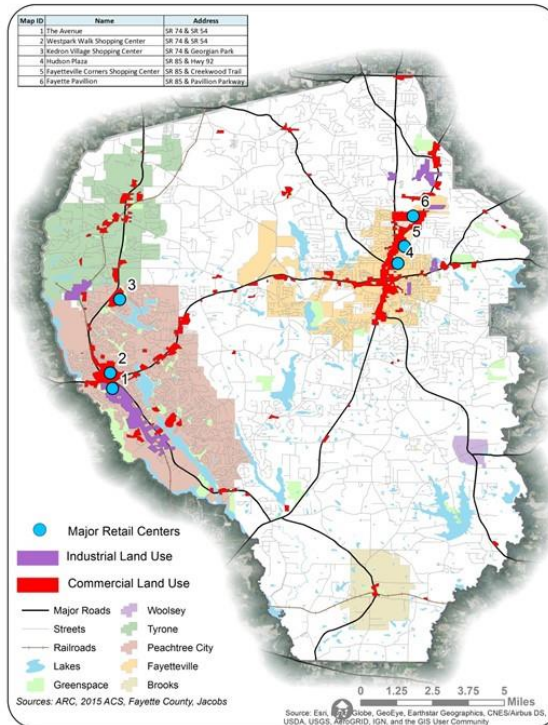 Map ID Name Address
1 The Avenue SR 74 & SR 54
2 Westpark Walk Shopping Center SR 74 & SR 54
3 Kedron Village Shopping Center SR 74 & Georgian Park
4 Hudson Plaza SR 85 & Hwy 92
5 Fayetteville Corners Shopping Center SR 85 & Creekwood Trail
6 Fayette Pavillion SR 85 & Pavillion Parkway
6
5
4
3
2
1
Major Retail Centers
Industrial Land Use
Commercial Land Use
Major Roads Woolsey
Streets Tyrone
Railroads Peachtree City
Lakes Fayetteville
Greenspace Brooks
0 1.25 2.5 3.75 5
Miles
Sources: ARC, 2015 ACS, Fayette County, Jacobs
Source: Esri, Globe, GeoEye, Earthstar Geographics, CNES/Airbus DS,
USDA, USGS, AeroGRID, IGN, and the GIS User Community